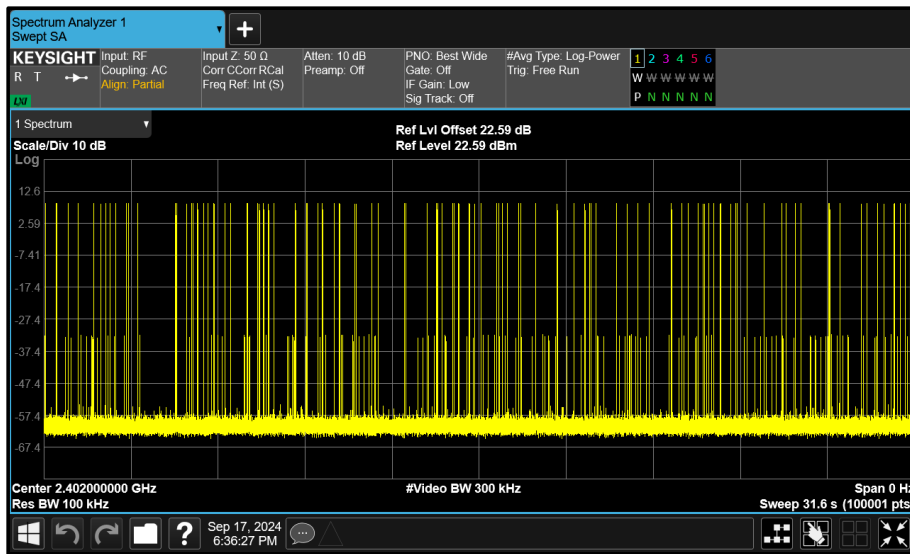 Spectrum Analyzer 1
Swept SA
+
KEYSIGHT
R T
LXI
Input: RF
Coupling: AC
Align: Partial
Input Z: 50 Ω
Corr CCorr RCal
Freq Ref: Int (S)
Atten: 10 dB
Preamp: Off
PNO: Best Wide
Gate: Off
IF Gain: Low
Sig Track: Off
#Avg Type: Log-Power
Trig: Free Run
1 2 3 4 5 6
W W W W W W
P N N N N N
1 Spectrum
Scale/Div 10 dB
Ref Lvl Offset 22.59 dB
Ref Level 22.59 dBm
Log
12.6
2.59
-7.41
-17.4
-27.4
-37.4
-47.4
-57.4
-67.4
Center 2.402000000 GHz
#Video BW 300 kHz
Span 0 Hz
Res BW 100 kHz
Sweep 31.6 s (100001 pts
?
Sep 17, 2024
6:36:27 PM